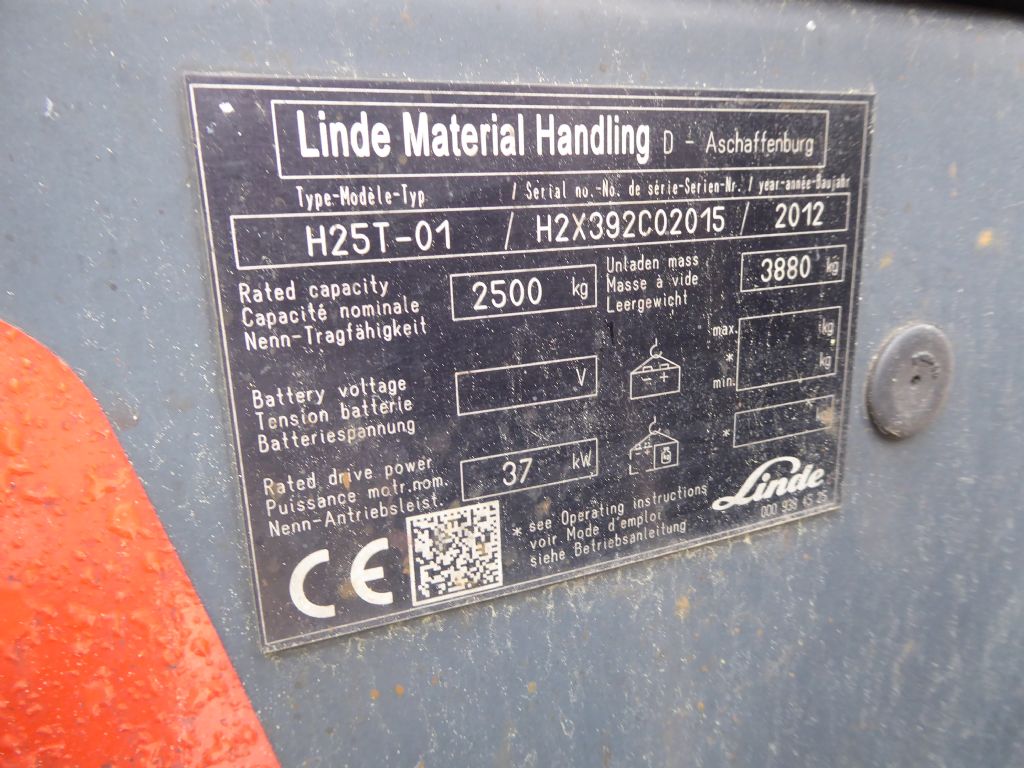 Linde Material Handling D - Aschaffenburg
Type-Modèle-Typ / Serial no.-No. de série-Serien-Nr. / year-année-Baujahr
H25T-01 / H2X392C02015 / 2012
Rated capacity
Capacité nominale
Nenn-Tragfähigkeit
2500 kg
Unladen mass
Masse à vide
Leergewicht
3880 kg
Battery voltage
Tension batterie
Batteriespannung
V
- +
max. kg
* kg
min.
Rated drive power
Puissance motr.nom.
Nenn-Antriebsleist.
37 kW
* kg
CE
* see Operating instructions
voir Mode d'emploi
siehe Betriebsanleitung
Linde